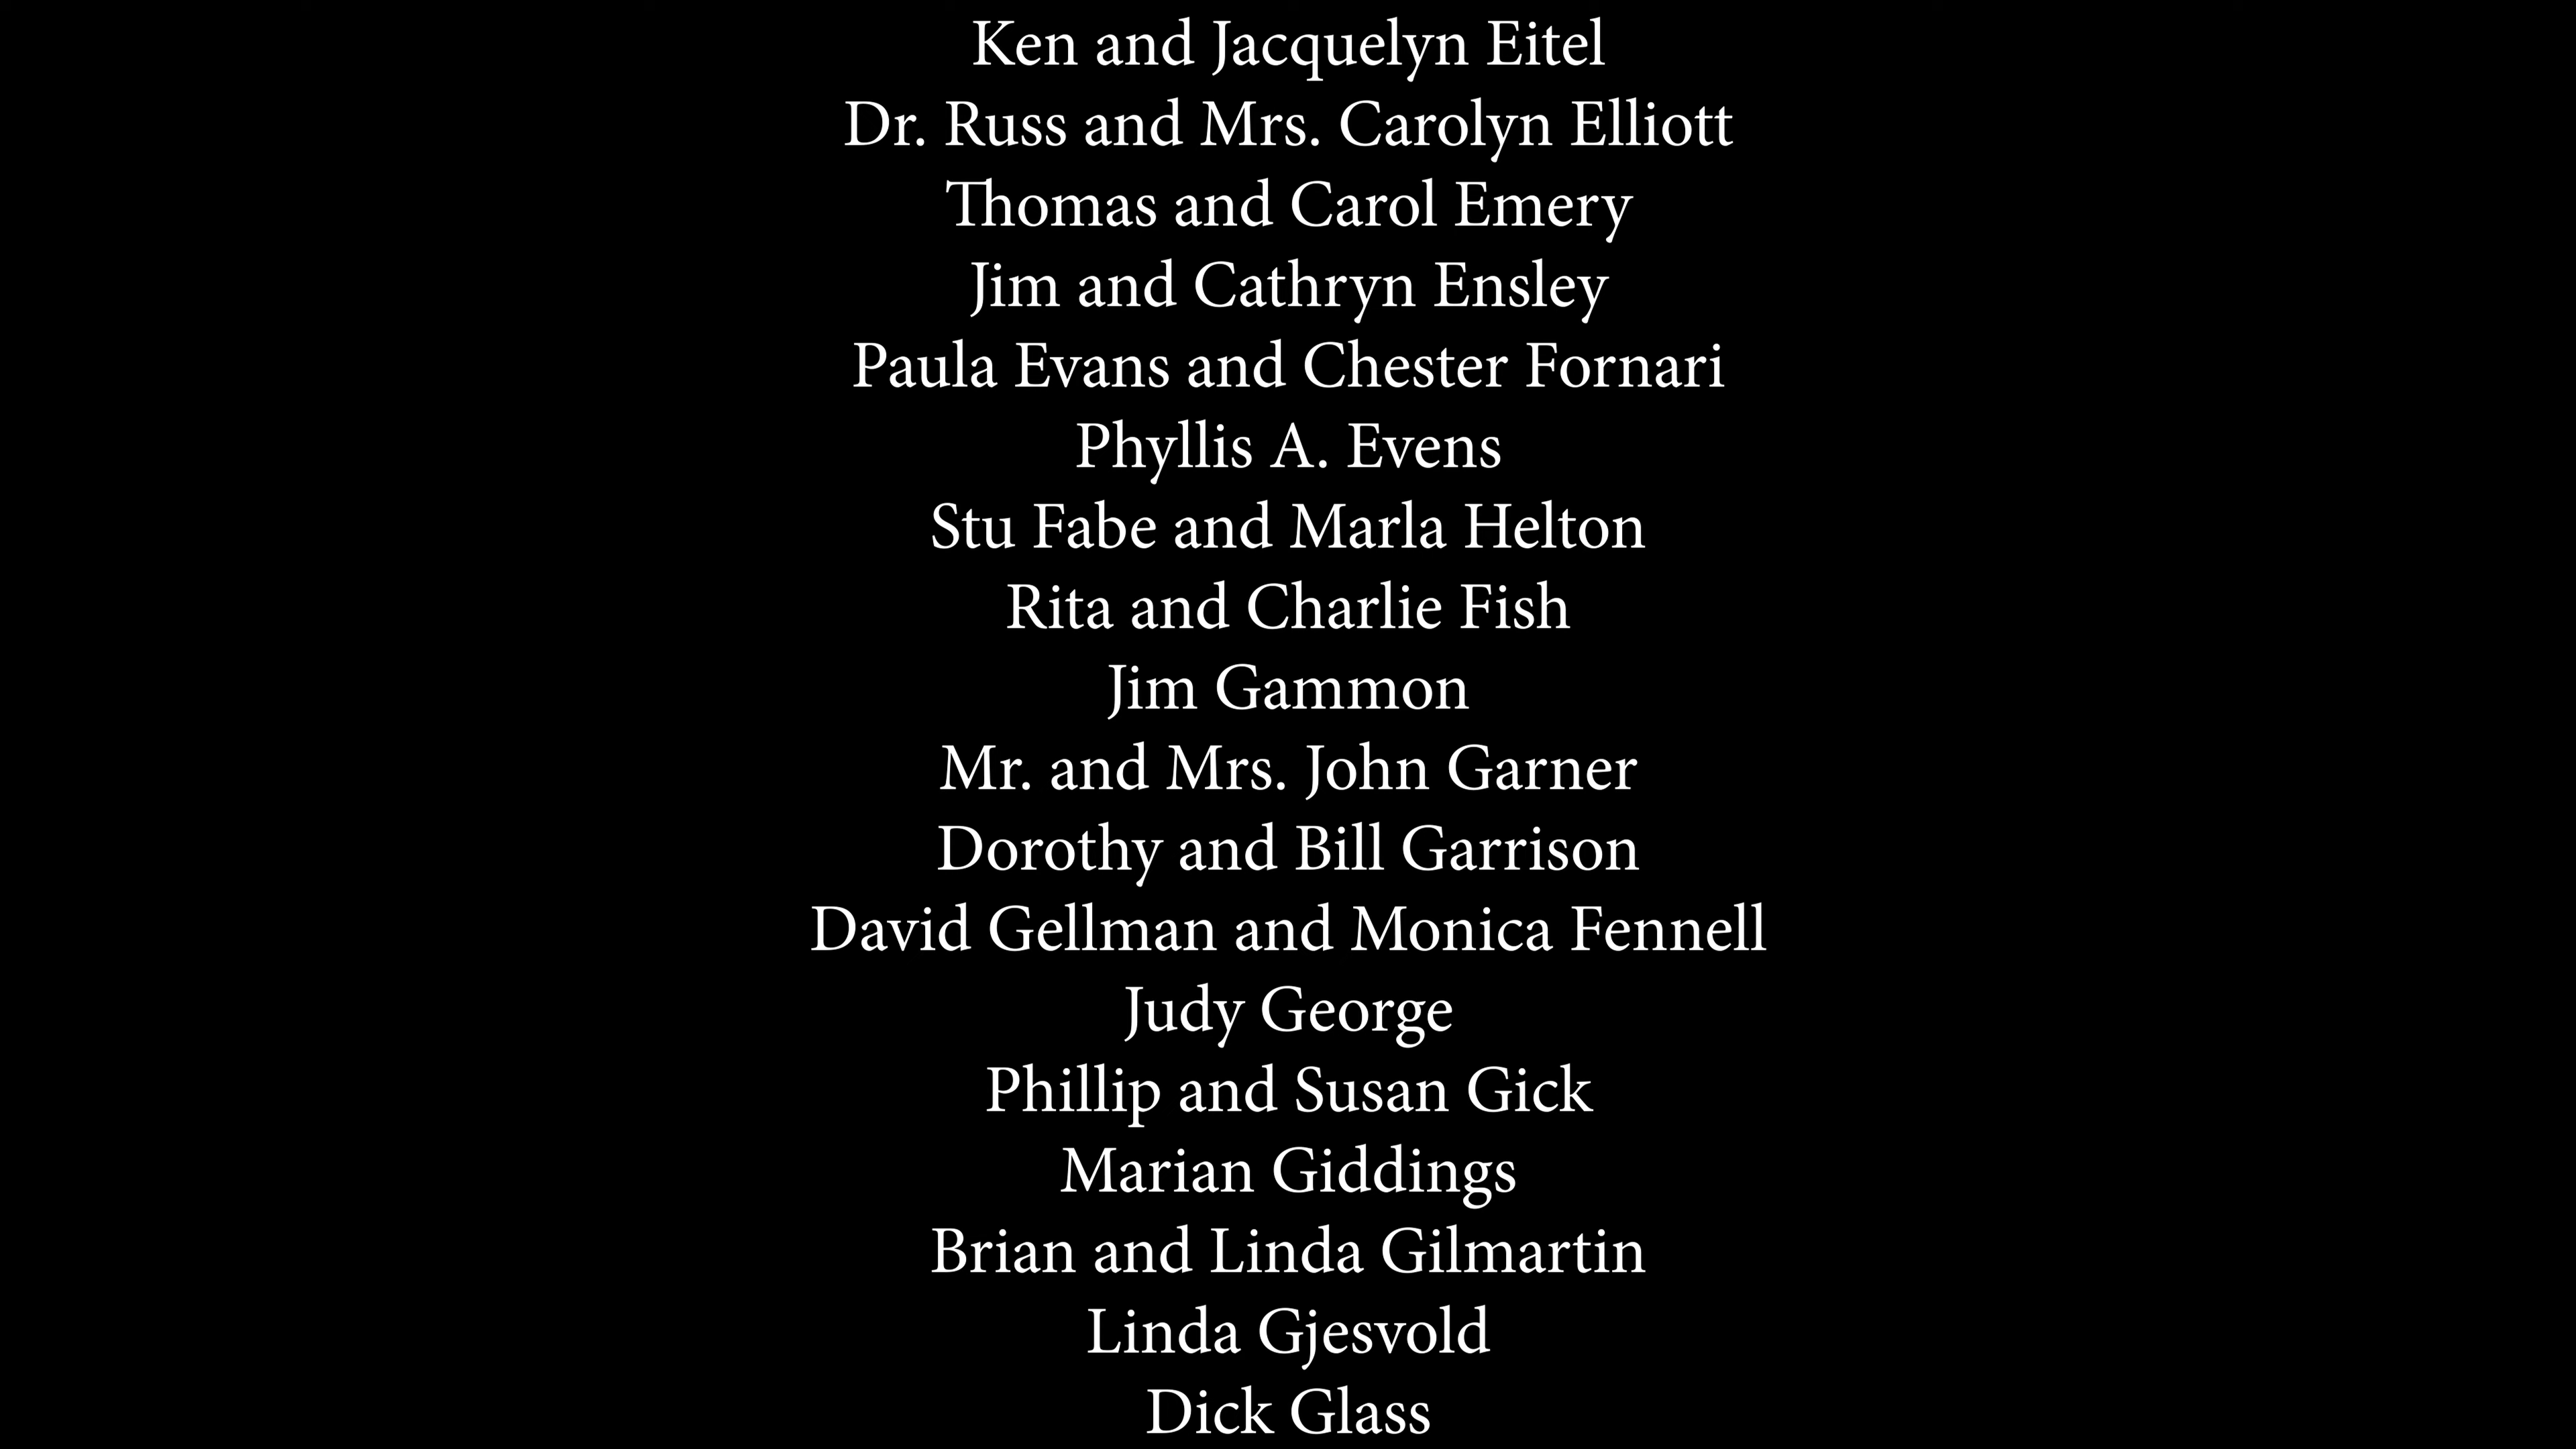 Ken and Jacquelyn Eitel
Dr. Russ and Mrs. Carolyn Elliott
Thomas and Carol Emery
Jim and Cathryn Ensley
Paula Evans and Chester Fornari
Phyllis A. Evens
Stu Fabe and Marla Helton
Rita and Charlie Fish
Jim Gammon
Mr. and Mrs. John Garner
Dorothy and Bill Garrison
David Gellman and Monica Fennell
Judy George
Phillip and Susan Gick
Marian Giddings
Brian and Linda Gilmartin
Linda Gjesvold
Dick Glass